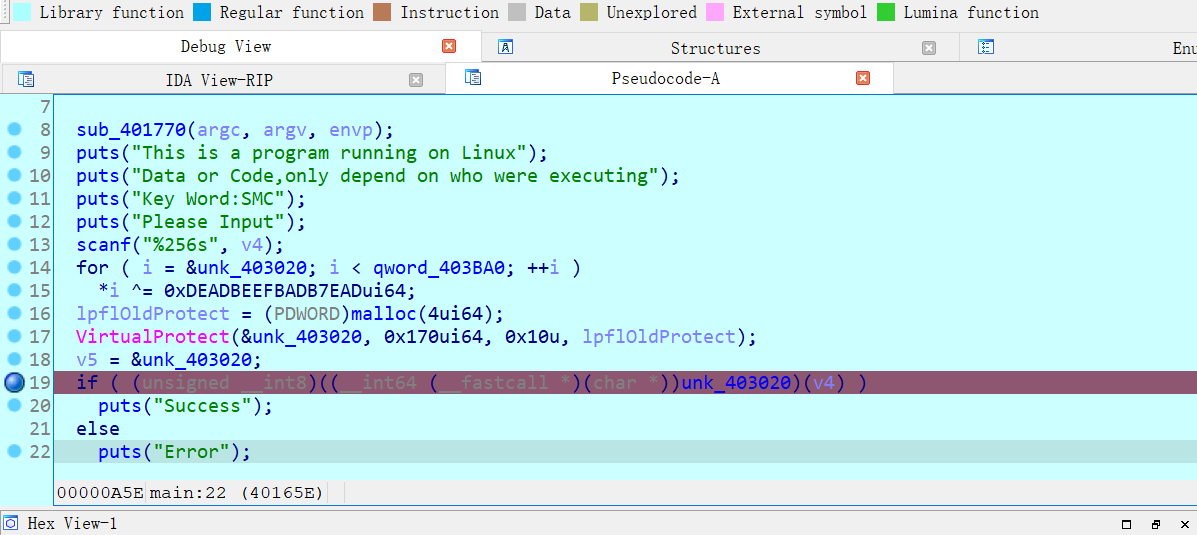 Library function Regular function Instruction Data Unexplored External symbol Lumina function
Debug View Structures Enu
IDA View-RIP Pseudocode-A
7
8 sub_401770(argc, argv, envp);
9 puts("This is a program running on Linux");
10 puts("Data or Code,only depend on who were executing");
11 puts("Key Word:SMC");
12 puts("Please Input");
13 scanf("%256s", v4);
14 for ( i = &unk_403020; i < qword_403BA0; ++i )
15 *i ^= 0xDEADBEEFBADB7EADui64;
16 lpflOldProtect = (PDWORD)malloc(4ui64);
17 VirtualProtect(&unk_403020, 0x170ui64, 0x10u, lpflOldProtect);
18 v5 = &unk_403020;
19 if ( (unsigned __int8)((__int64 (__fastcall *)(char *))unk_403020)(v4) )
20 puts("Success");
21 else
22 puts("Error");
00000A5E main:22 (40165E)
Hex View-1